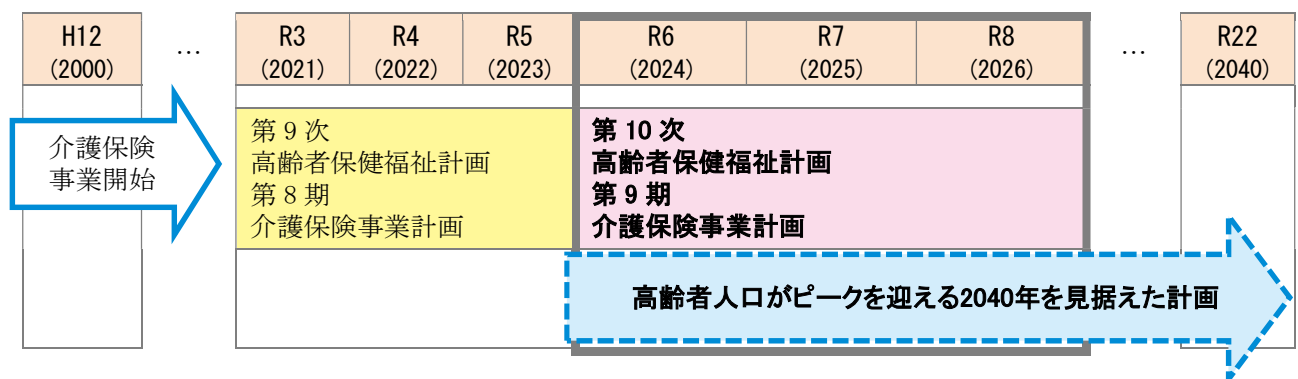 H12
(2000)
…
R3
(2021)
R4
(2022)
R5
(2023)
R6
(2024)
R7
(2025)
R8
(2026)
…
R22
(2040)
介護保険
事業開始
第 9 次
高齢者保健福祉計画
第 8 期
介護保険事業計画
第 10 次
高齢者保健福祉計画
第 9 期
介護保険事業計画
高齢者人口がピークを迎える2040年を見据えた計画